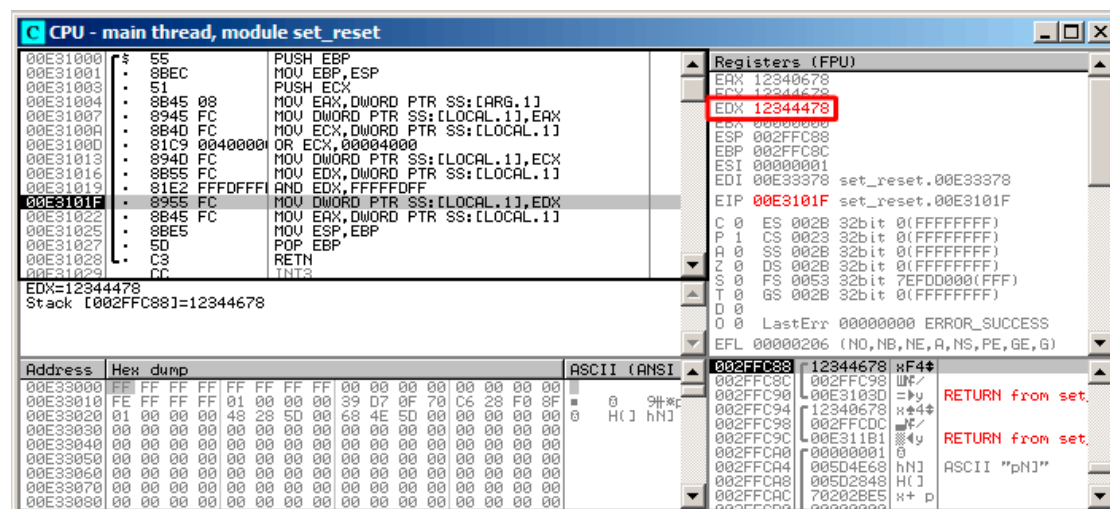 C CPU - main thread, module set_reset
00E31000 $ 55 PUSH EBP
00E31001 . 8BEC MOV EBP,ESP
00E31003 . 51 PUSH ECX
00E31004 . 8B45 08 MOV EAX,DWORD PTR SS:[ARG.1]
00E31007 . 8945 FC MOV DWORD PTR SS:[LOCAL.1],EAX
00E3100A . 8B4D FC MOV ECX,DWORD PTR SS:[LOCAL.1]
00E3100D . 81C9 00400000 OR ECX,00004000
00E31013 . 894D FC MOV DWORD PTR SS:[LOCAL.1],ECX
00E31016 . 8B55 FC MOV EDX,DWORD PTR SS:[LOCAL.1]
00E31019 . 81E2 FFFDFFFF AND EDX,FFFFFDFF
00E3101F . 8955 FC MOV DWORD PTR SS:[LOCAL.1],EDX
00E31022 . 8B45 FC MOV EAX,DWORD PTR SS:[LOCAL.1]
00E31025 . 8BE5 MOV ESP,EBP
00E31027 . 5D POP EBP
00E31028 . C3 RETN
00E31029 CC INT3
EDX=12344478
Stack [002FFC88]=12344678
Registers (FPU)
EAX 12340678
ECX 12344678
EDX 12344478
EBX 00000000
ESP 002FFC88
EBP 002FFC8C
ESI 00000001
EDI 00E33378 set_reset.00E33378
EIP 00E3101F set_reset.00E3101F
C 0 ES 002B 32bit 0(FFFFFFFF)
P 1 CS 0023 32bit 0(FFFFFFFF)
A 0 SS 002B 32bit 0(FFFFFFFF)
Z 0 DS 002B 32bit 0(FFFFFFFF)
S 0 FS 0053 32bit 7EFDD000(FFF)
T 0 GS 002B 32bit 0(FFFFFFFF)
D 0
O 0 LastErr 00000000 ERROR_SUCCESS
EFL 00000206 (NO,NB,NE,A,NS,PE,GE,G)
Address Hex dump ASCII (ANSI
00E33000 FF FF FF FF FF FF FF FF 00 00 00 00 00 00 00 00
00E33010 FE FF FF FF 01 00 00 00 39 D7 0F 70 C6 28 F0 8F
00E33020 01 00 00 00 48 28 5D 00 68 4E 5D 00 00 00 00 00 H(] hN]
00E33030 00 00 00 00 00 00 00 00 00 00 00 00 00 00 00 00
00E33040 00 00 00 00 00 00 00 00 00 00 00 00 00 00 00 00
00E33050 00 00 00 00 00 00 00 00 00 00 00 00 00 00 00 00
00E33060 00 00 00 00 00 00 00 00 00 00 00 00 00 00 00 00
00E33070 00 00 00 00 00 00 00 00 00 00 00 00 00 00 00 00
00E33080 00 00 00 00 00 00 00 00 00 00 00 00 00 00 00 00
002FFC88 12344678 xF4‡
002FFC8C 002FFC98
002FFC90 00E3103D RETURN from set_
002FFC94 12340678
002FFC98 002FFCDC
002FFC9C 00E311B1 RETURN from set_
002FFCA0 00000001
002FFCA4 005D4E68 hN] ASCII "pN]"
002FFCA8 005D2848 H(]
002FFCAC 70202BE5